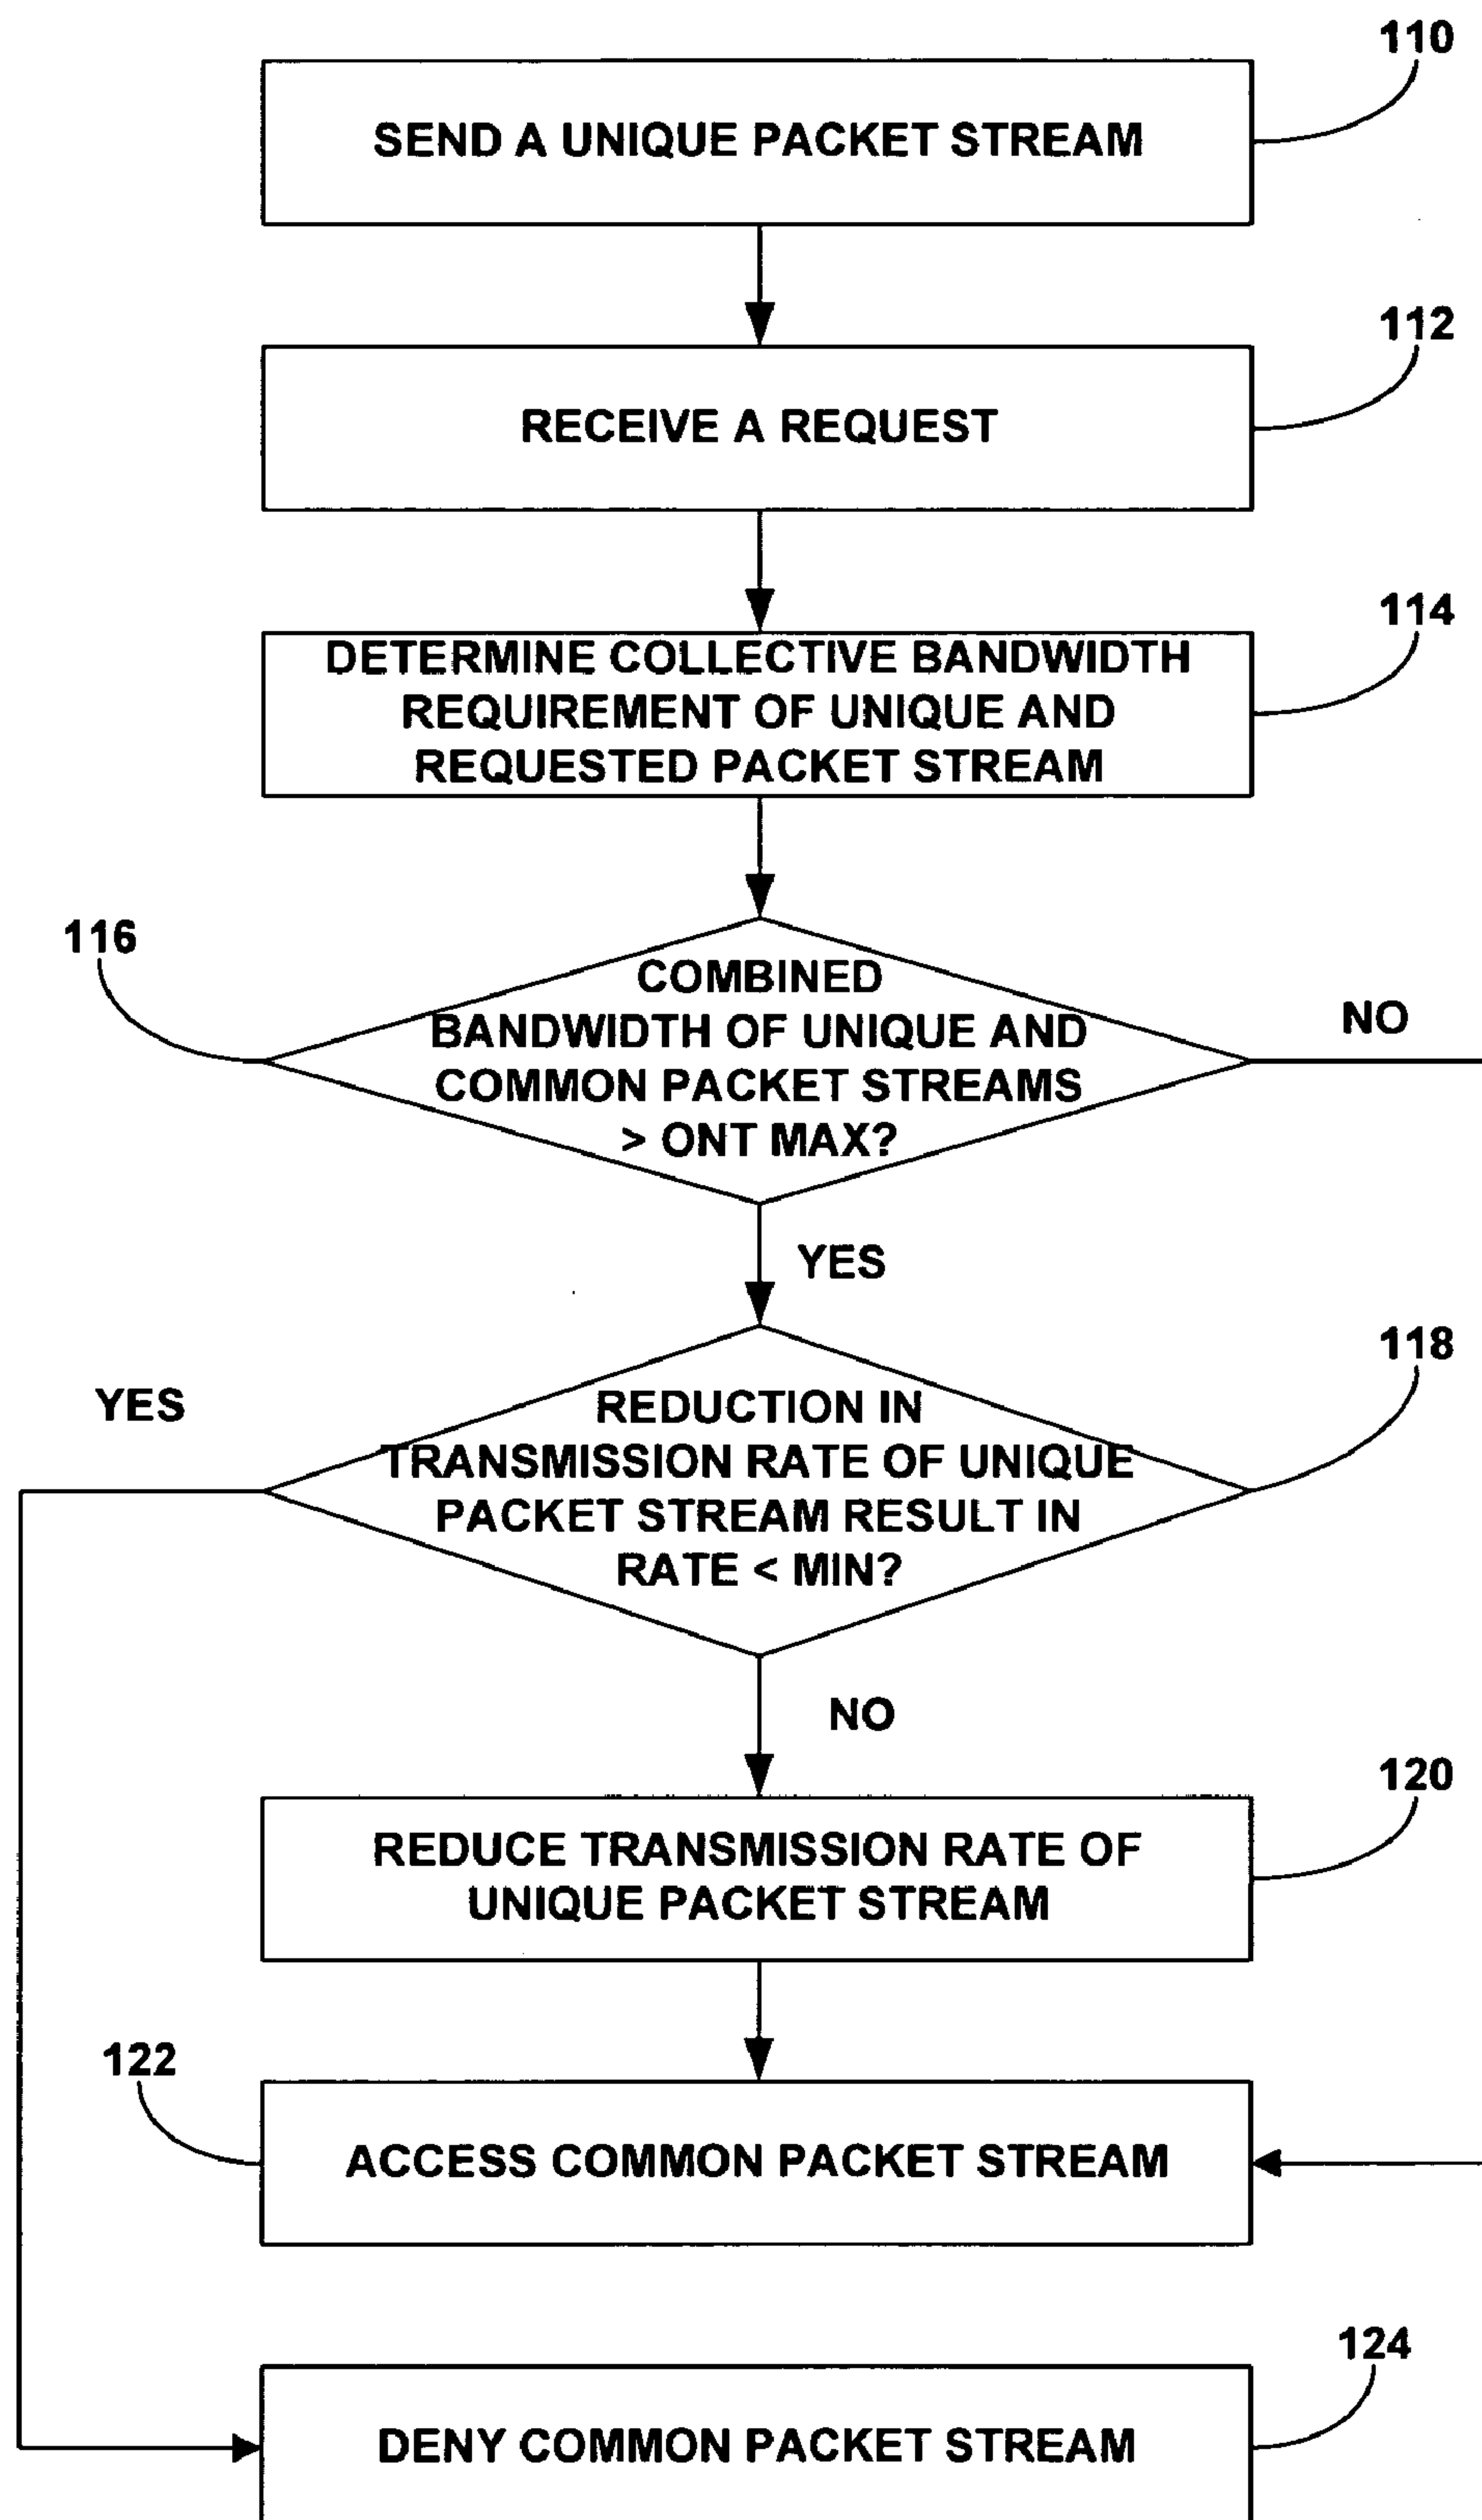 110
SEND A UNIQUE PACKET STREAM
112
RECEIVE A REQUEST
114
DETERMINE COLLECTIVE BANDWIDTH
REQUIREMENT OF UNIQUE AND
REQUESTED PACKET STREAM
116
COMBINED
BANDWIDTH OF UNIQUE AND
COMMON PACKET STREAMS
> ONT MAX?
NO
YES
118
YES
REDUCTION IN
TRANSMISSION RATE OF UNIQUE
PACKET STREAM RESULT IN
RATE < MIN?
NO
120
REDUCE TRANSMISSION RATE OF
UNIQUE PACKET STREAM
122
ACCESS COMMON PACKET STREAM
124
DENY COMMON PACKET STREAM